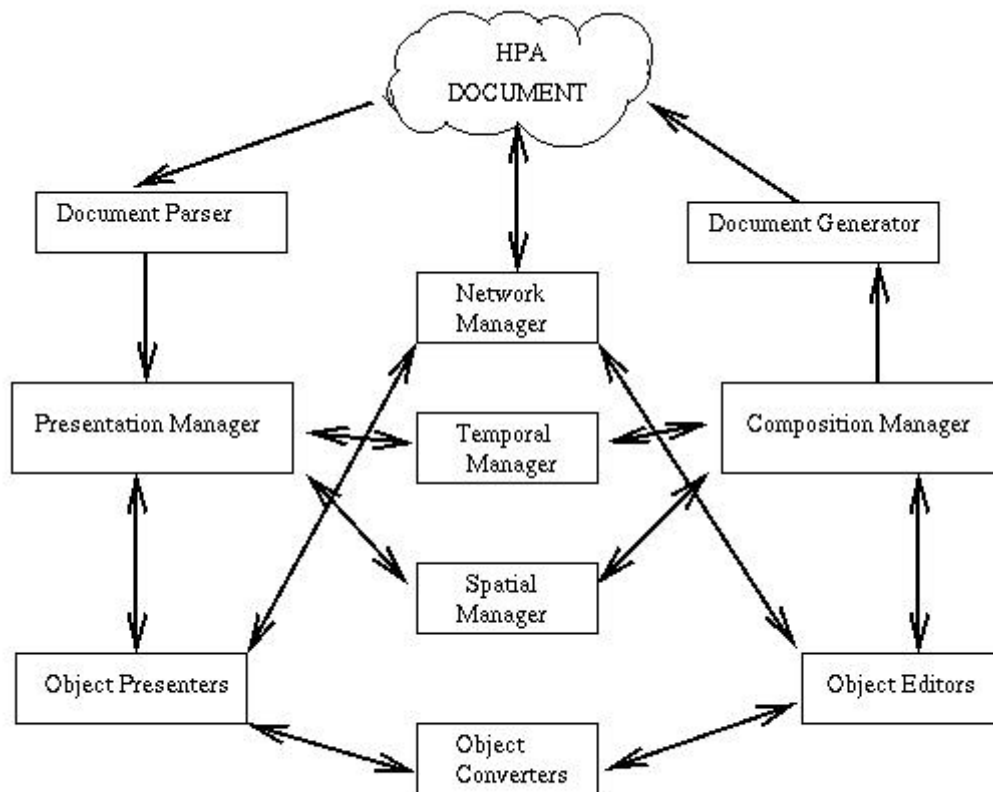 HPA
DOCUMENT
Document Parser
Document Generator
Network
Manager
Presentation Manager
Temporal
Manager
Composition Manager
Spatial
Manager
Object Presenters
Object Editors
Object
Converters